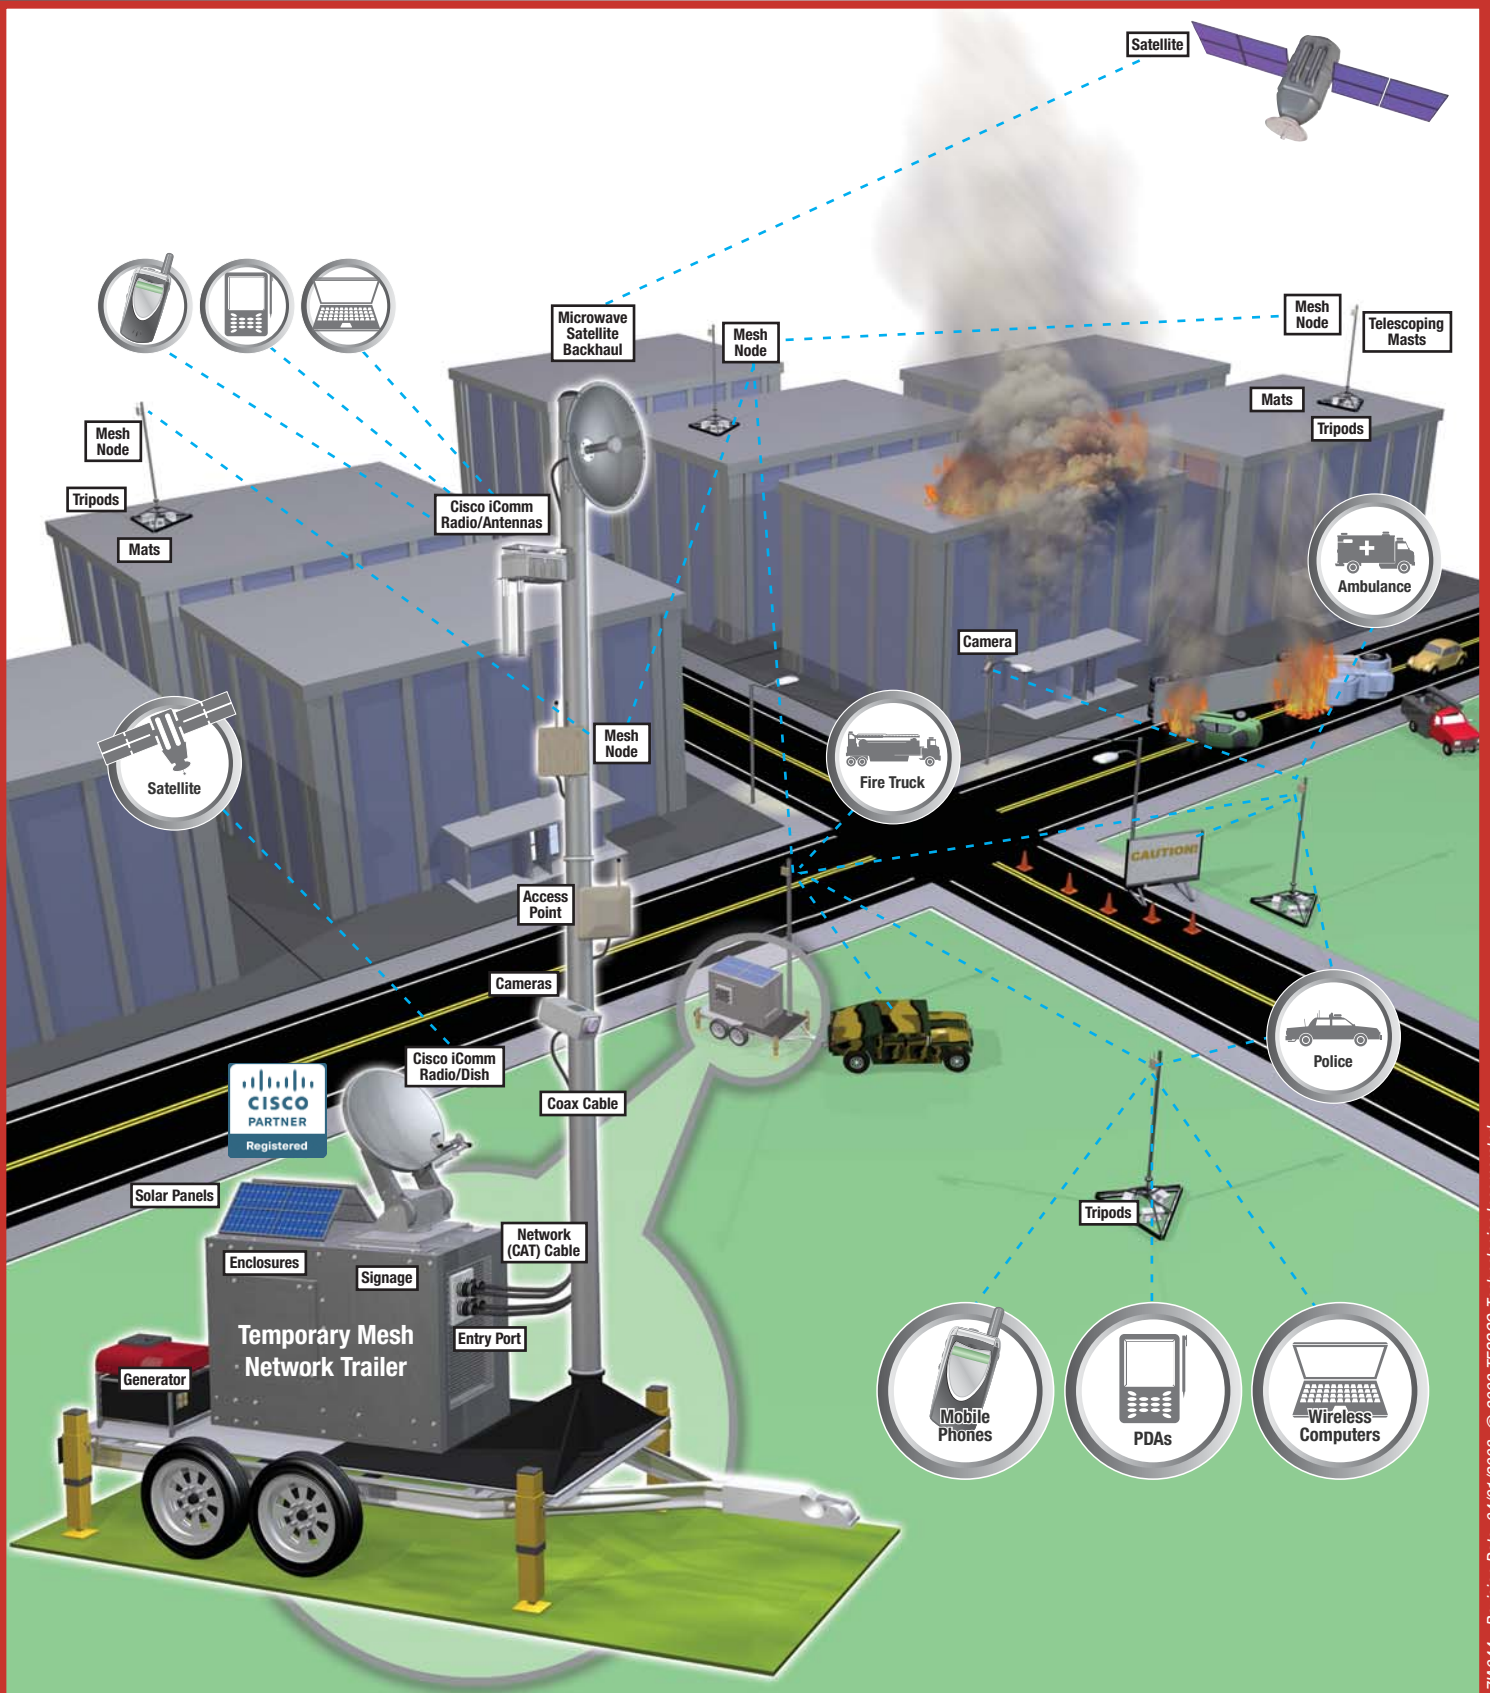 Satellite
Microwave
Satellite
Backhaul
Mesh
Node
Mesh
Node
Telescoping
Masts
Mats
Tripods
Mesh
Node
Tripods
Mats
Cisco iComm
Radio/Antennas
Ambulance
Camera
Satellite
Mesh
Node
Fire Truck
CAUTION!
Access
Point
Cameras
Cisco iComm
Radio/Dish
CISCO
PARTNER
Registered
Coax Cable
Police
Solar Panels
Tripods
Network
(CAT) Cable
Enclosures
Signage
Entry Port
Temporary Mesh
Network Trailer
Generator
Mobile
Phones
PDAs
Wireless
Computers